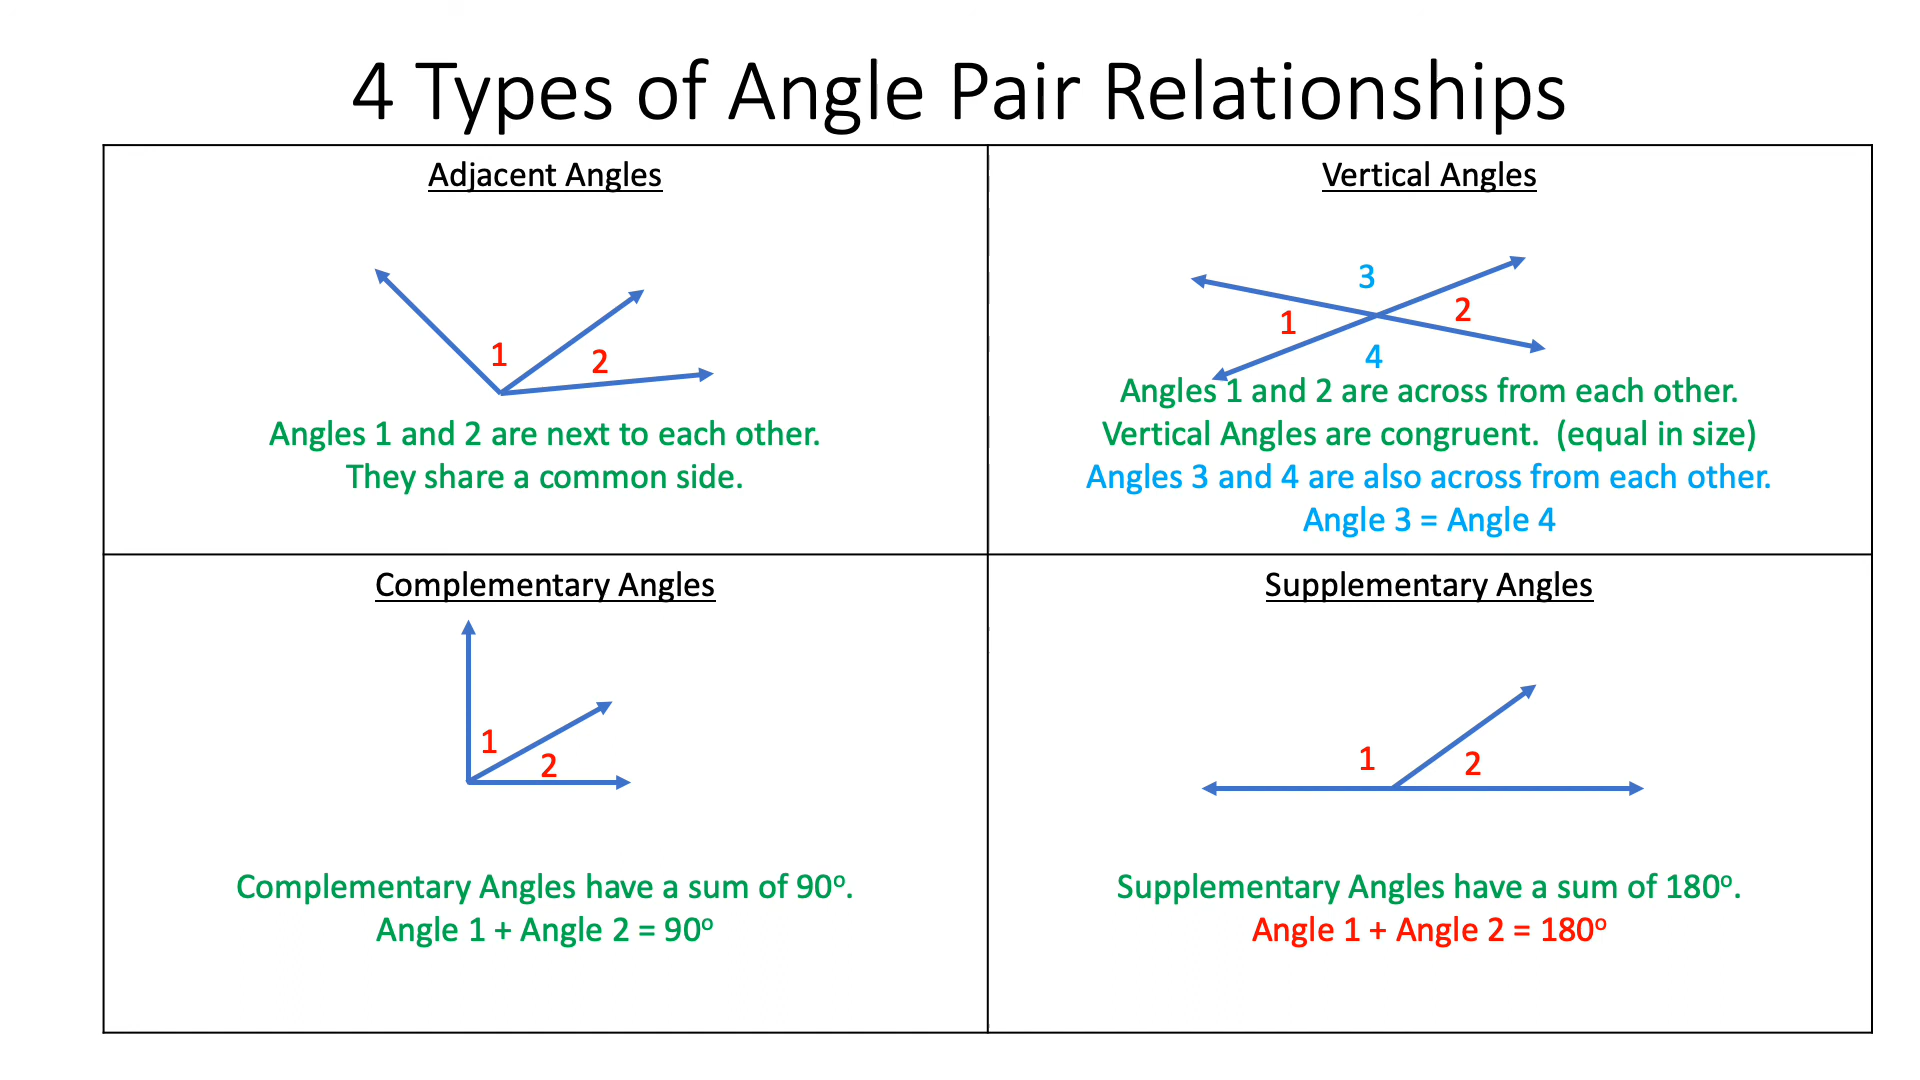 4 Types of Angle Pair Relationships
Adjacent Angles
1
2
Angles 1 and 2 are next to each other.
They share a common side.
Vertical Angles
3
1
2
4
Angles 1 and 2 are across from each other.
Vertical Angles are congruent.  (equal in size)
Angles 3 and 4 are also across from each other.
Angle 3 = Angle 4
Complementary Angles
1
2
Complementary Angles have a sum of 90º.
Angle 1 + Angle 2 = 90º
Supplementary Angles
1
2
Supplementary Angles have a sum of 180º.
Angle 1 + Angle 2 = 180º